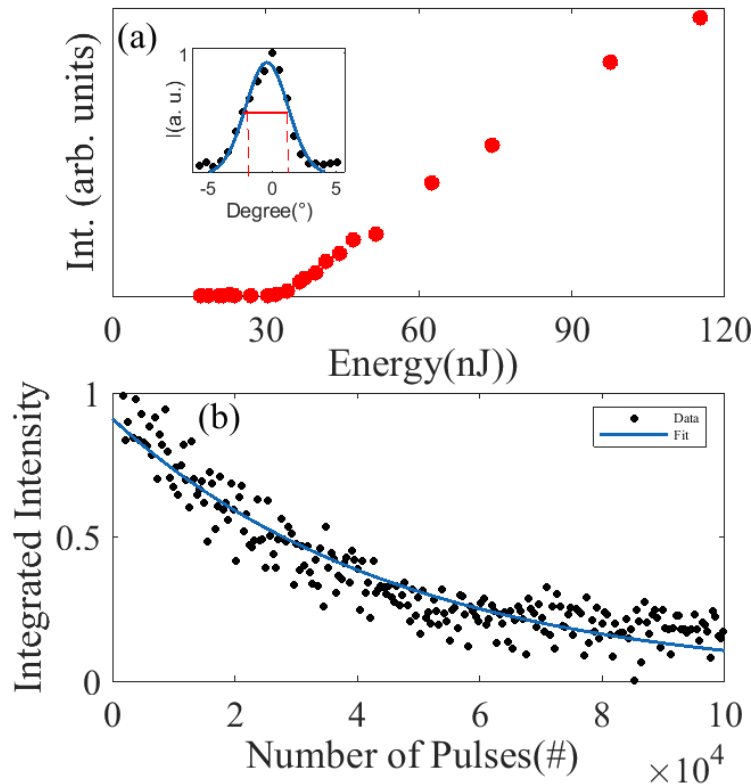 (a)
Int. (arb. units)
1
I(a. u.)
-5 0 5
Degree(°)
0 30 60 90 120
Energy(nJ))
(b)
Data
Fit
Integrated Intensity
1
0.5
0
0 2 4 6 8 10
Number of Pulses(#)
×10⁴